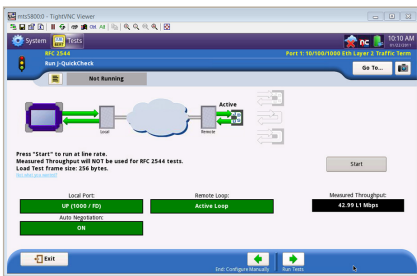 mts5800d - TightVNC Viewer
System
Tests
DC
10:10 AM
RFC 2544
Port 1: 10/100/1000 Eth Layer 2 Traffic Term
Run J-QuickCheck
Go To...
Not Running
Active
Local
Remote
Press "Start" to run at line rate.
Measured Throughput will NOT be used for RFC 2544 tests.
Load Test frame size: 256 bytes.
Start
Local Port:
Remote Loop:
Measured Throughput:
UP (1000 / FD)
Active Loop
42.99 L1 Mbps
Auto Negotiation:
ON
Exit
End: Configure Manually
Run Tests